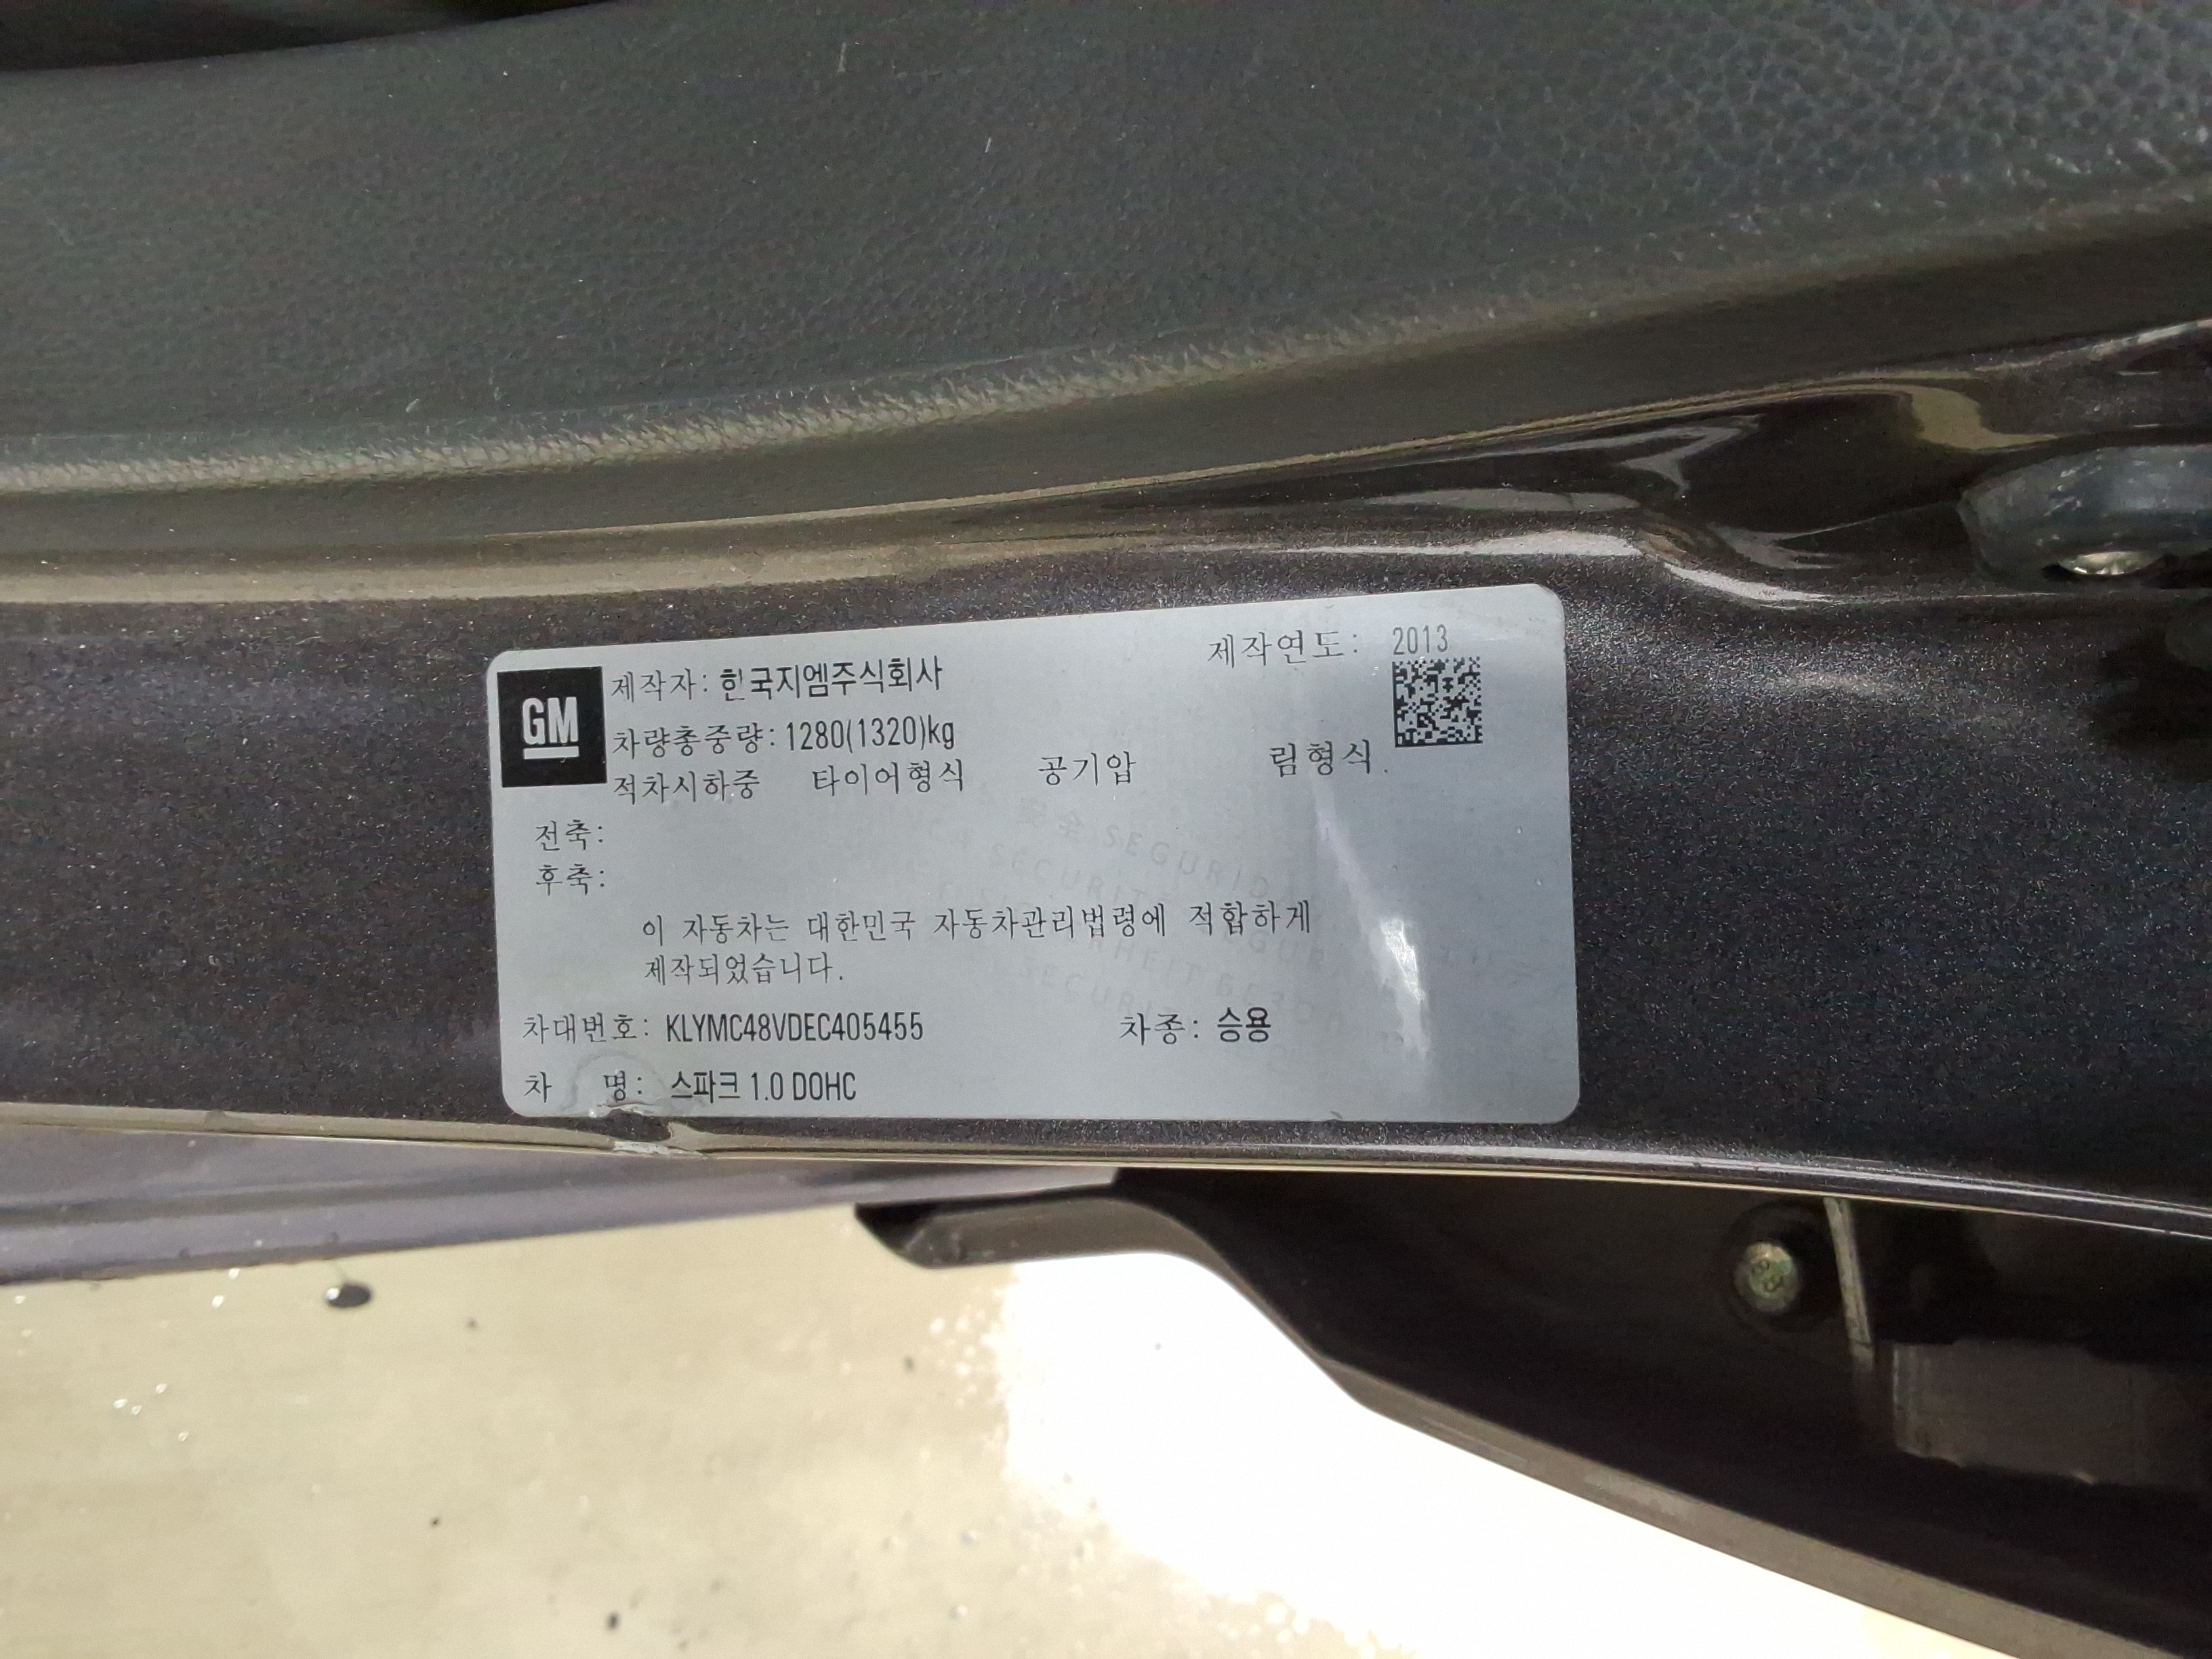 GM
제작자: 한국지엠주식회사 제작연도: 2013
차량총중량: 1280(1320)kg
적차시하중 타이어형식 공기압 림형식
전축:
후축:
이 자동차는 대한민국 자동차관리법령에 적합하게
제작되었습니다.
차대번호: KLYMC48VDEC405455 차종: 승용
차 명: 스파크 1.0 DOHC